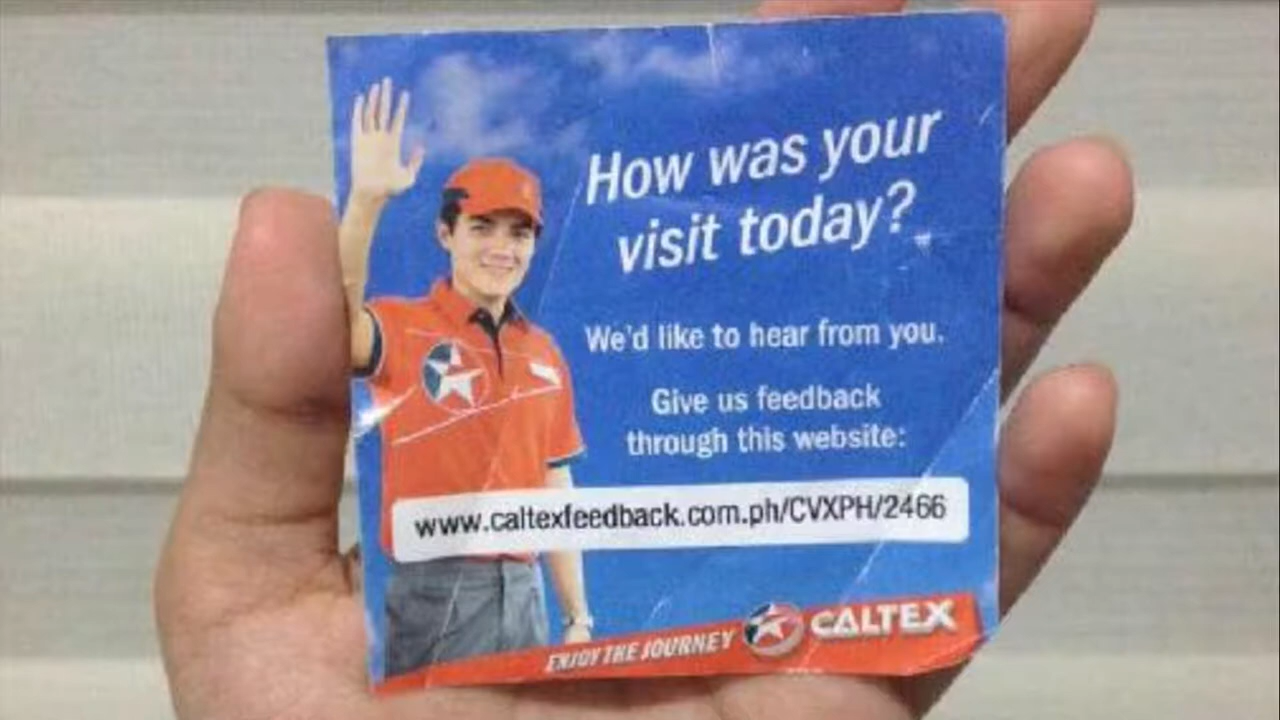 How was your
visit today?
We'd like to hear from you.
Give us feedback
through this website:
www.caltexfeedback.com.ph/CVXPH/2466
ENJOY THE JOURNEY CALTEX